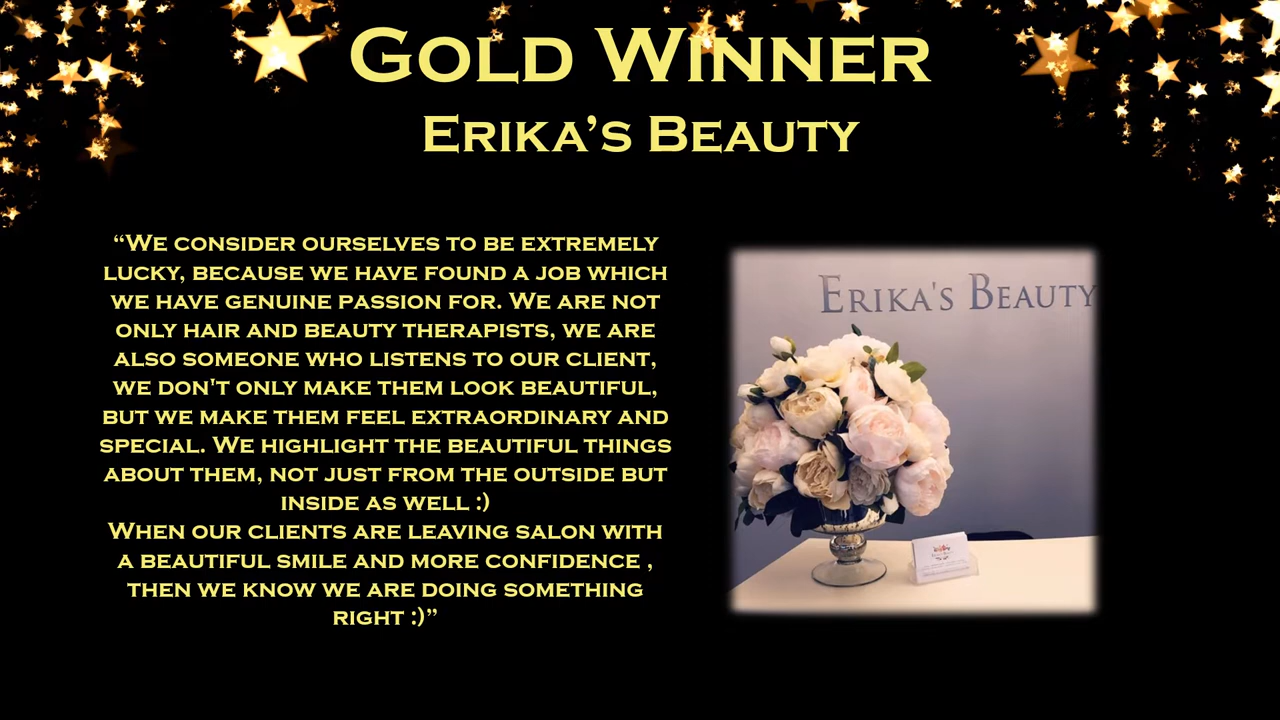 Gold Winner
Erika’s Beauty
“We consider ourselves to be extremely
lucky, because we have found a job which
we have genuine passion for. We are not
only hair and beauty therapists, we are
also someone who listens to our client,
we don't only make them look beautiful,
but we make them feel extraordinary and
special. We highlight the beautiful things
about them, not just from the outside but
inside as well :)
When our clients are leaving salon with
a beautiful smile and more confidence ,
then we know we are doing something
right :)”
Erika's Beauty